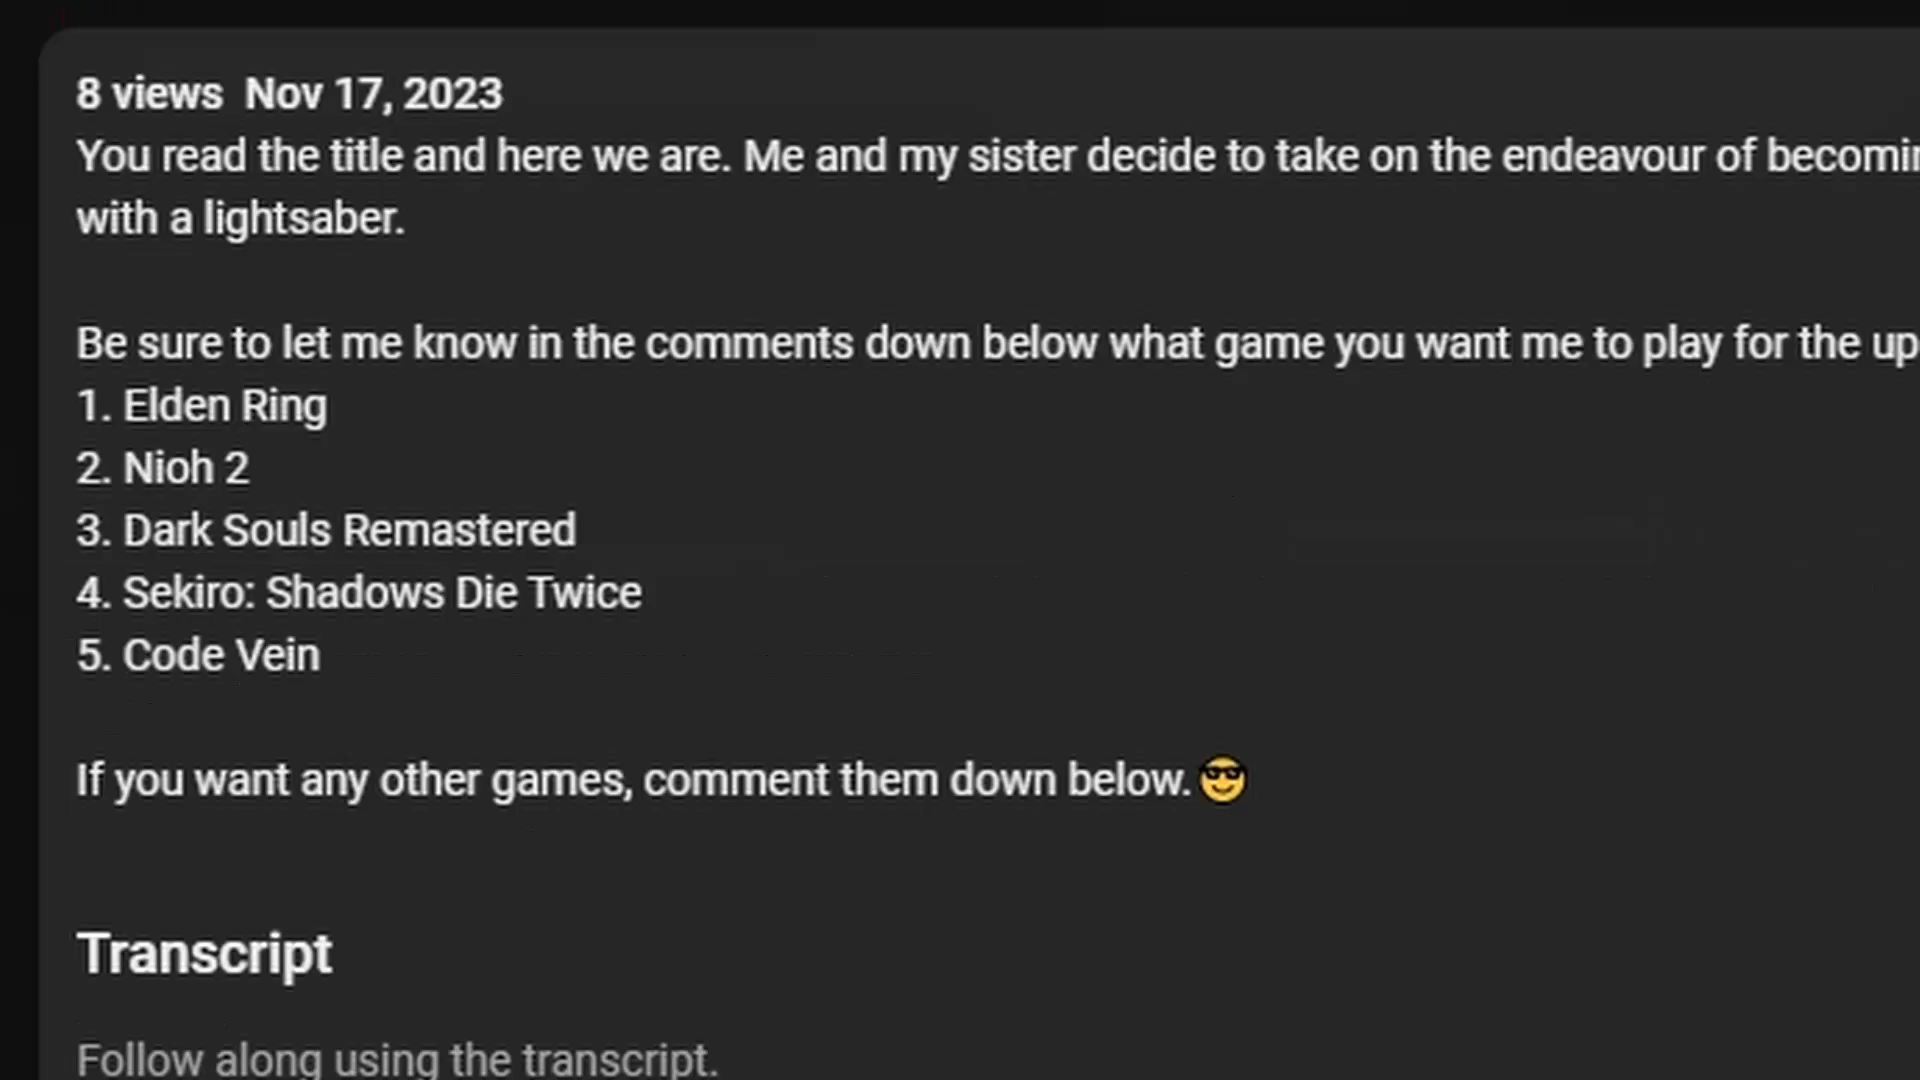 8 views Nov 17, 2023
You read the title and here we are. Me and my sister decide to take on the endeavour of
with a lightsaber.
Be sure to let me know in the comments down below what game you want me to play for the
1. Elden Ring
2. Nioh 2
3. Dark Souls Remastered
4. Sekiro: Shadows Die Twice
5. Code Vein
If you want any other games, comment them down below.😎
Transcript
Follow along using the transcript.